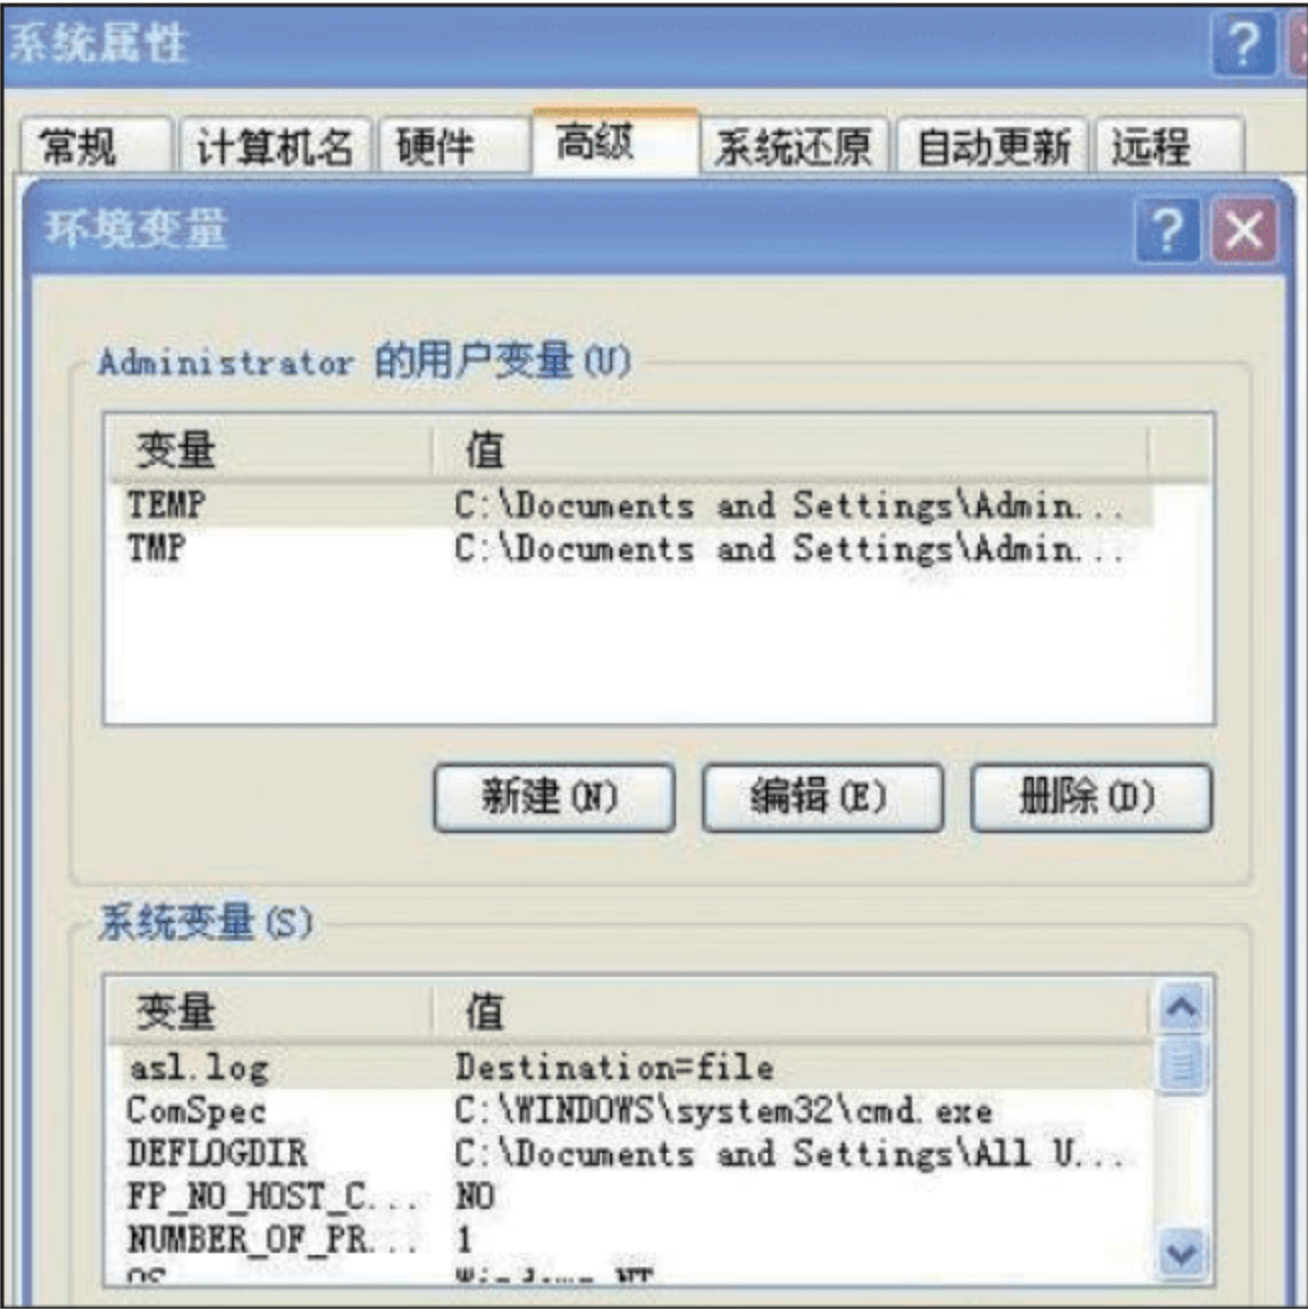 系统属性
常规 计算机名 硬件 高级 系统还原 自动更新 远程
环境变量
Administrator 的用户变量(U)
变量 值
TEMP C:\Documents and Settings\Admin...
TMP C:\Documents and Settings\Admin...
新建(N) 编辑(E) 删除(D)
系统变量(S)
变量 值
asl.log Destination=file
ComSpec C:\WINDOWS\system32\cmd.exe
DEFLOGDIR C:\Documents and Settings\All U...
FP_NO_HOST_C... NO
NUMBER_OF_PR... 1
OS Windows_NT